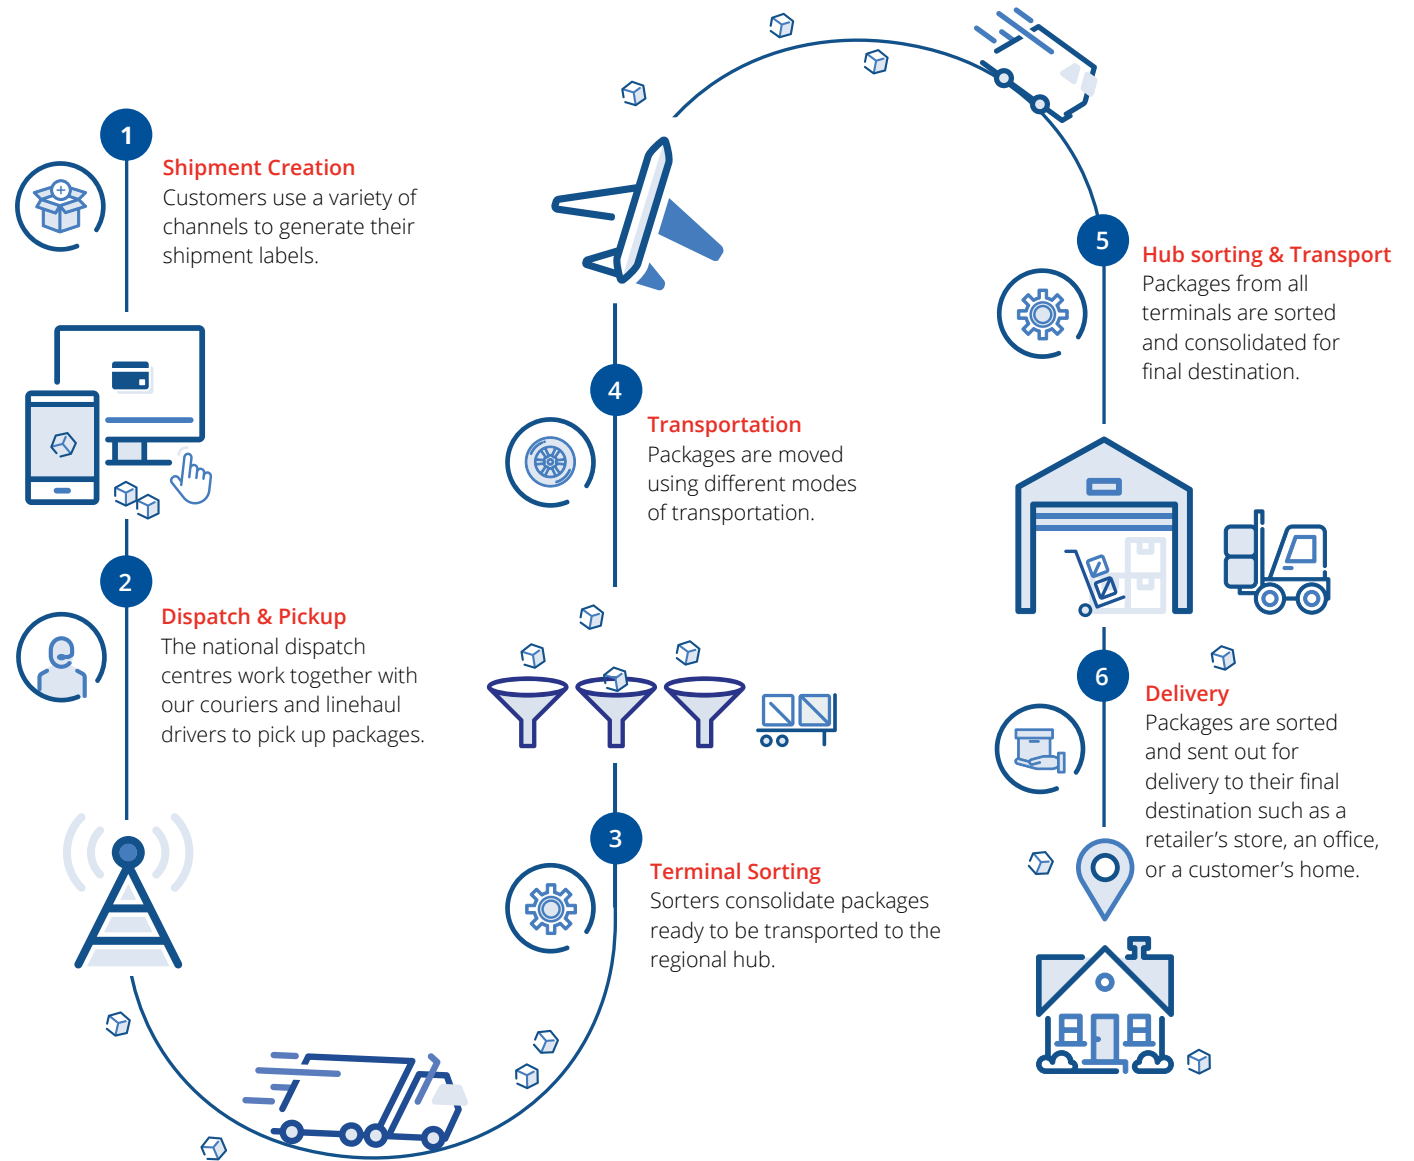 1
Shipment Creation
Customers use a variety of
channels to generate their
shipment labels.
2
Dispatch & Pickup
The national dispatch
centres work together with
our couriers and linehaul
drivers to pick up packages.
3
Terminal Sorting
Sorters consolidate packages
ready to be transported to the
regional hub.
4
Transportation
Packages are moved
using different modes
of transportation.
5
Hub sorting & Transport
Packages from all
terminals are sorted
and consolidated for
final destination.
6
Delivery
Packages are sorted
and sent out for
delivery to their final
destination such as a
retailer’s store, an office,
or a customer’s home.